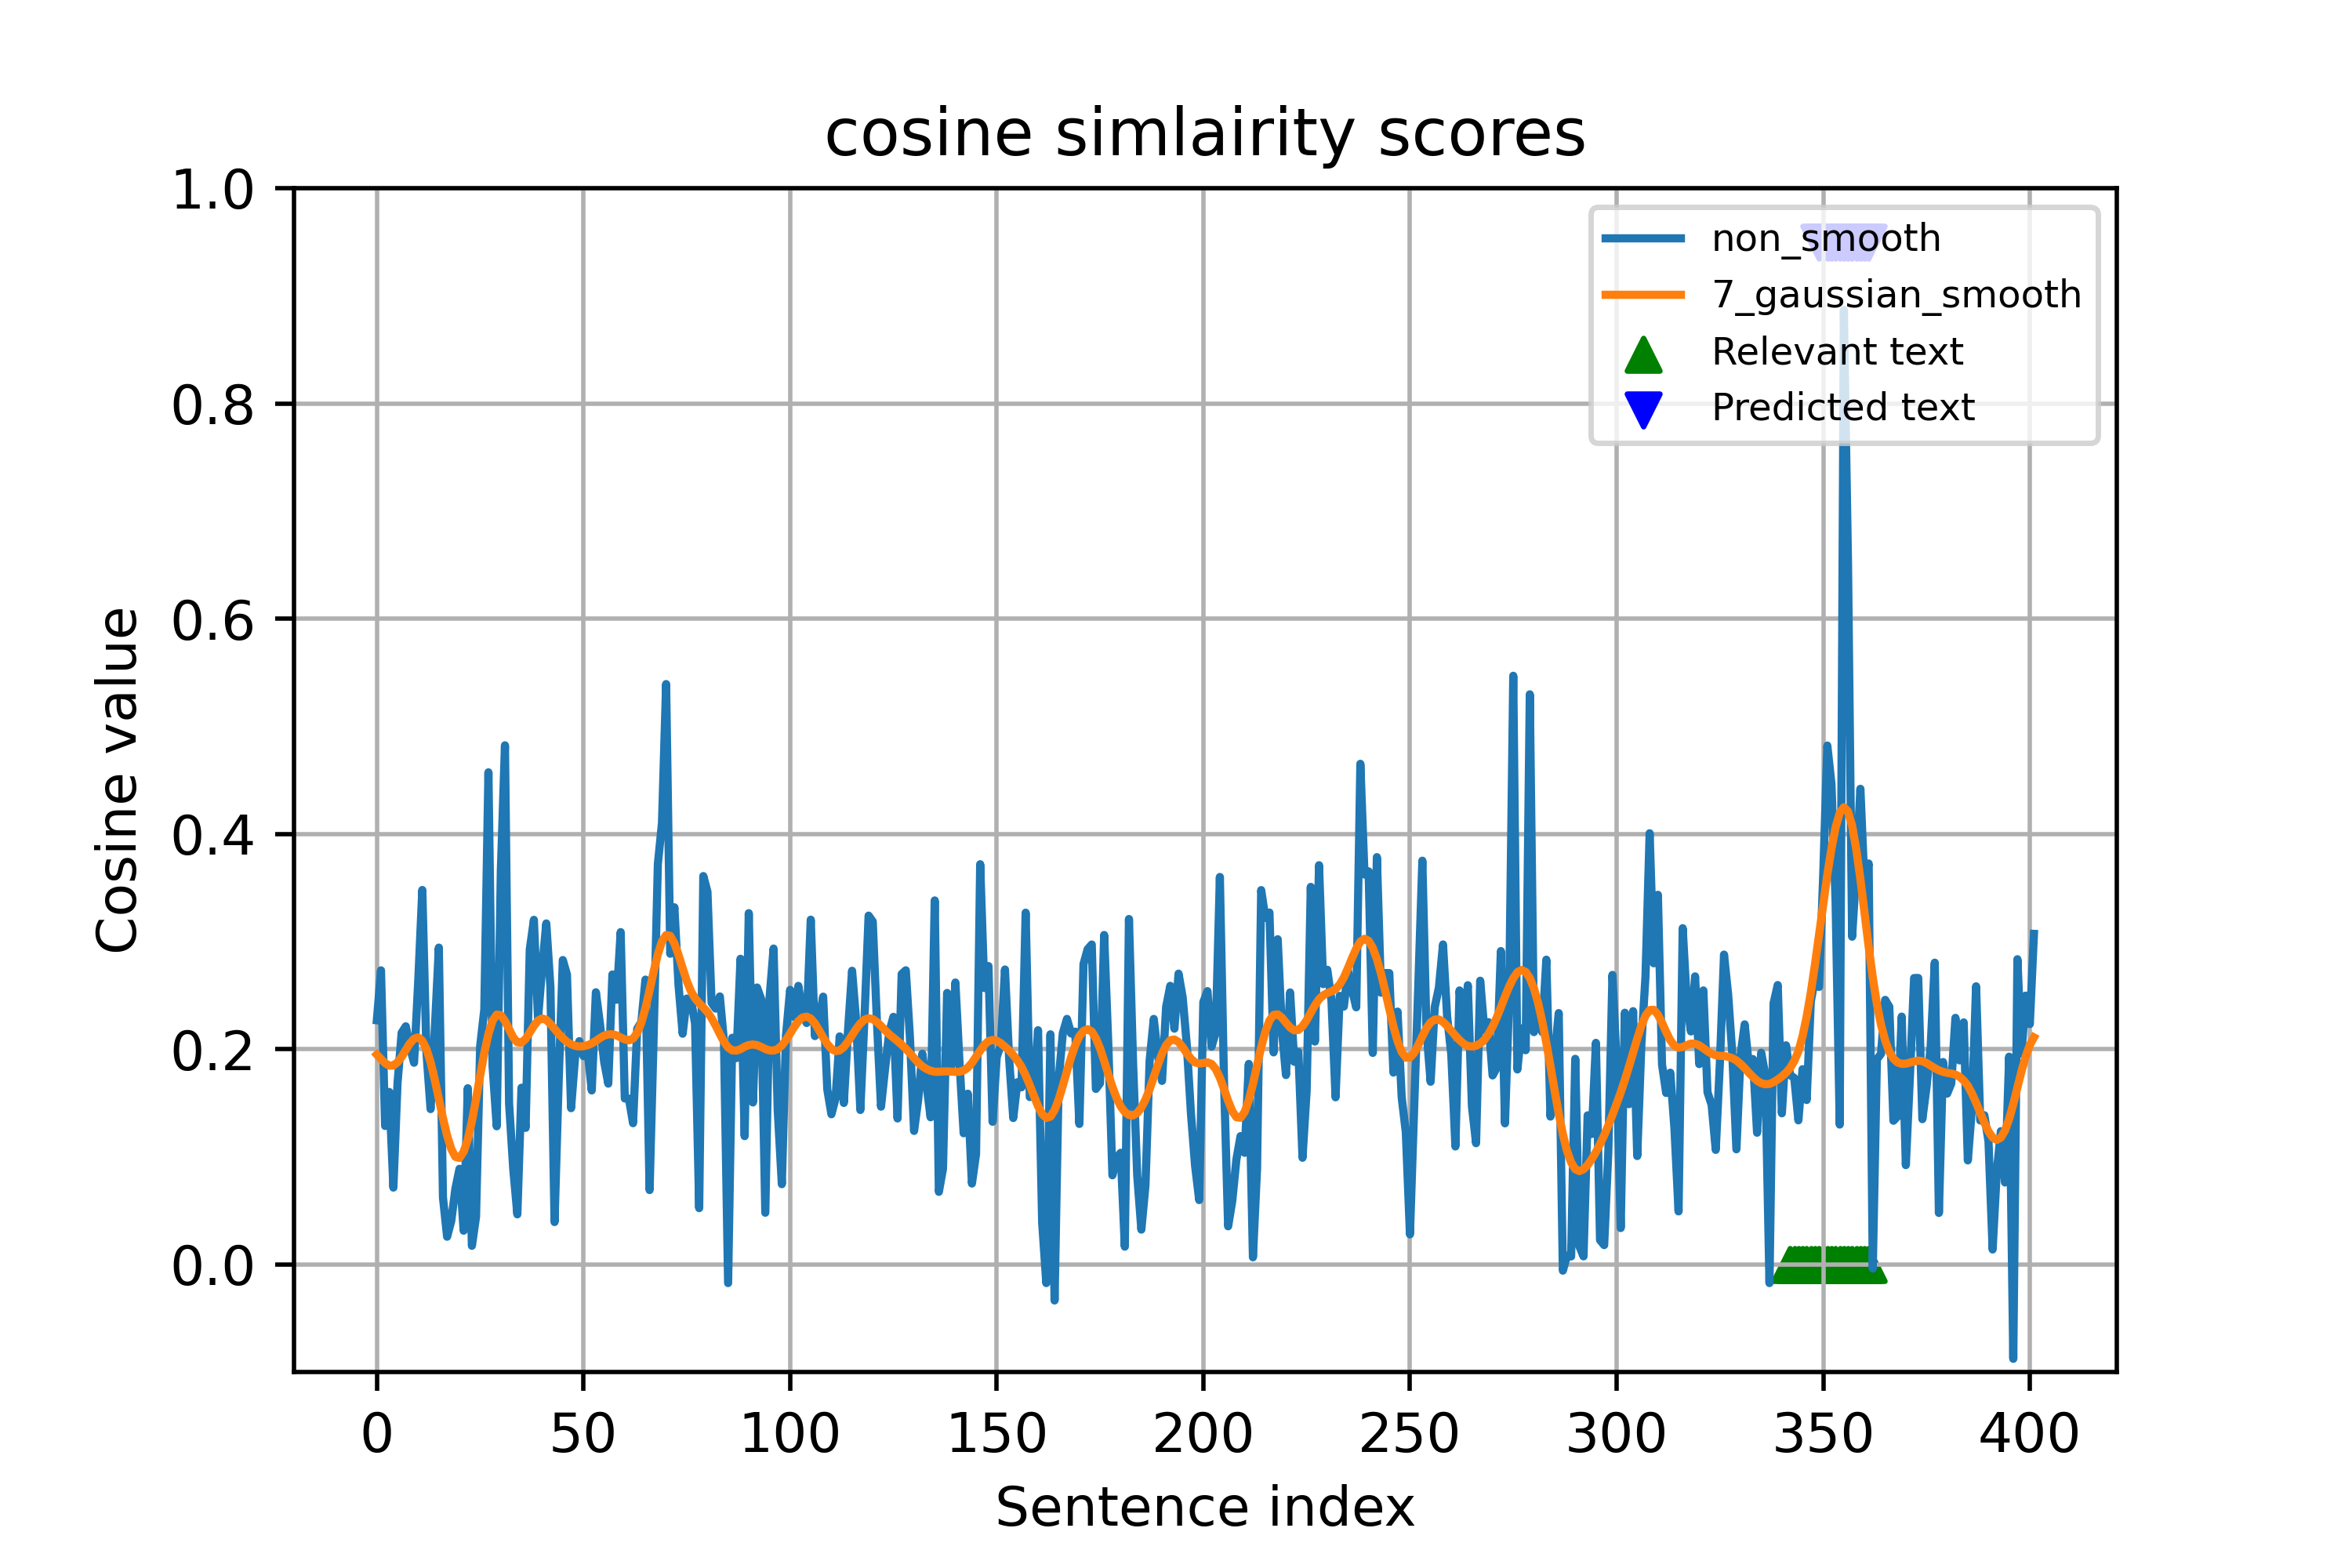 cosine simlairity scores
1.0
0.8
0.6
0.4
0.2
0.0
Cosine value
non_smooth
7_gaussian_smooth
Relevant text
Predicted text
0 50 100 150 200 250 300 350 400
Sentence index